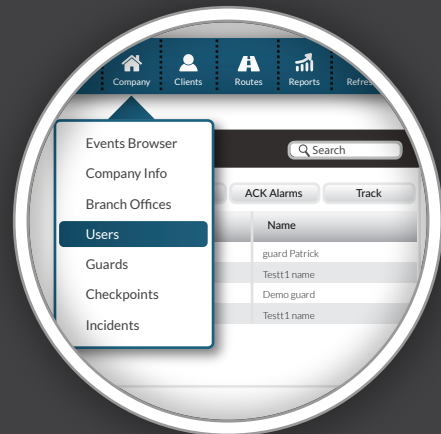 Company
Clients
Routes
Reports
Refres
Events Browser
Search
Company Info
Branch Offices
ACK Alarms
Track
Users
Name
Guards
guard Patrick
Testt1 name
Checkpoints
Demo guard
Incidents
Testt1 name